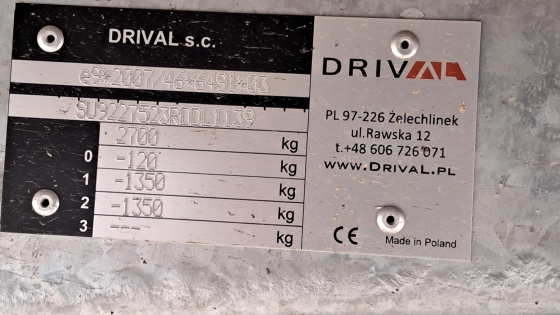 DRIVAL s.c.
e9*2007/46*6491*03
2700 kg
0 -120 kg
1 -1350 kg
2 -1350 kg
3 --- kg
DRIVAL
PL 97-226 Żelechlinek
ul.Rawska 12
t.+48 606 726 071
www.DRIVAL.PL
CE Made in Poland